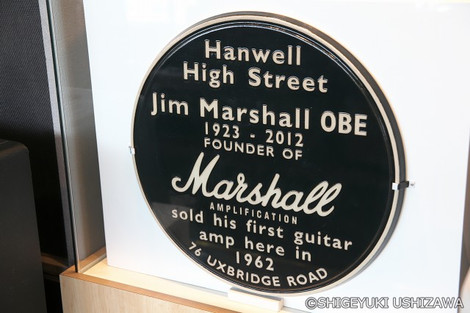 Hanwell
High Street
Jim Marshall OBE
1923 - 2012
FOUNDER OF
Marshall
AMPLIFICATION
sold his first guitar
amp here in
1962
76 UXBRIDGE ROAD
©SHIGEYUKI USHIZAWA